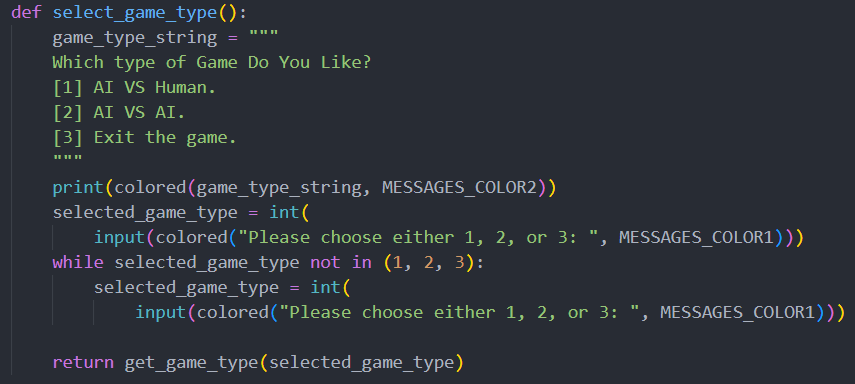 def select_game_type():
    game_type_string = """
    Which type of Game Do You Like?
    [1] AI VS Human.
    [2] AI VS AI.
    [3] Exit the game.
    """
    print(colored(game_type_string, MESSAGES_COLOR2))
    selected_game_type = int(
        input(colored("Please choose either 1, 2, or 3: ", MESSAGES_COLOR1)))
    while selected_game_type not in (1, 2, 3):
        selected_game_type = int(
            input(colored("Please choose either 1, 2, or 3: ", MESSAGES_COLOR1)))

    return get_game_type(selected_game_type)